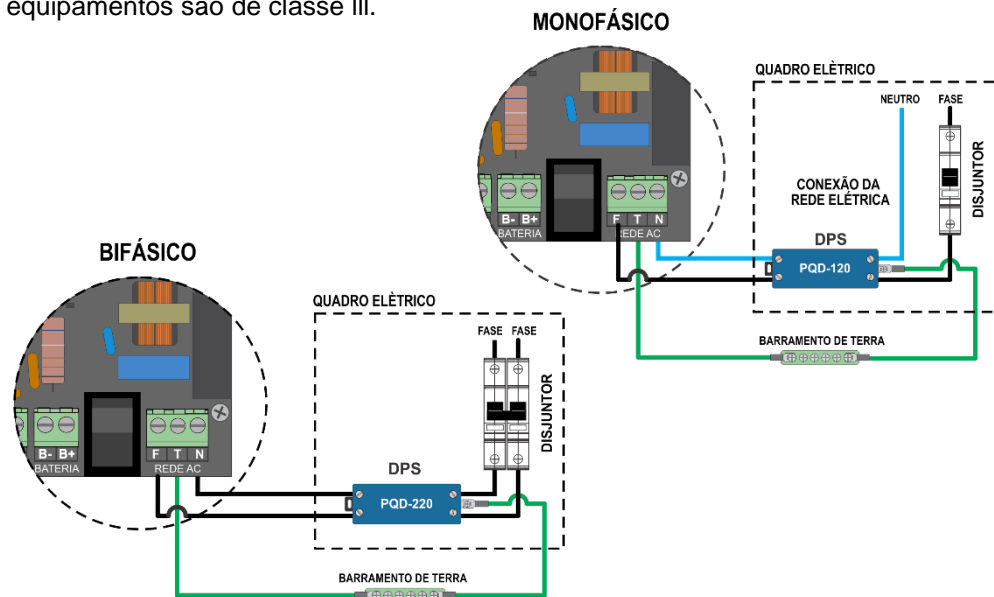 equipamentos são de classe III.
MONOFÁSICO
QUADRO ELÈTRICO
NEUTRO FASE
DISJUNTOR
CONEXÃO DA
REDE ELÉTRICA
B- B+
BATERIA
F T N
REDE AC
DPS
PQD-120
BARRAMENTO DE TERRA
BIFÁSICO
QUADRO ELÈTRICO
FASE FASE
DISJUNTOR
B- B+
BATERIA
F T N
REDE AC
DPS
PQD-220
BARRAMENTO DE TERRA